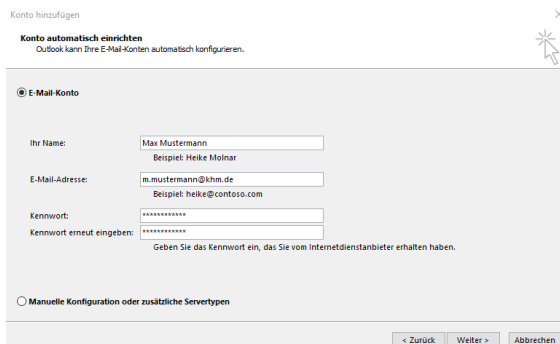 Konto hinzufügen
Konto automatisch einrichten
Outlook kann Ihre E-Mail-Konten automatisch konfigurieren.
E-Mail-Konto
Ihr Name: Max Mustermann
Beispiel: Heike Molnar
E-Mail-Adresse: m.mustermann@khm.de
Beispiel: heike@contoso.com
Kennwort: ************
Kennwort erneut eingeben: ************
Geben Sie das Kennwort ein, das Sie vom Internetdienstanbieter erhalten haben.
Manuelle Konfiguration oder zusätzliche Servertypen
< Zurück Weiter > Abbrechen